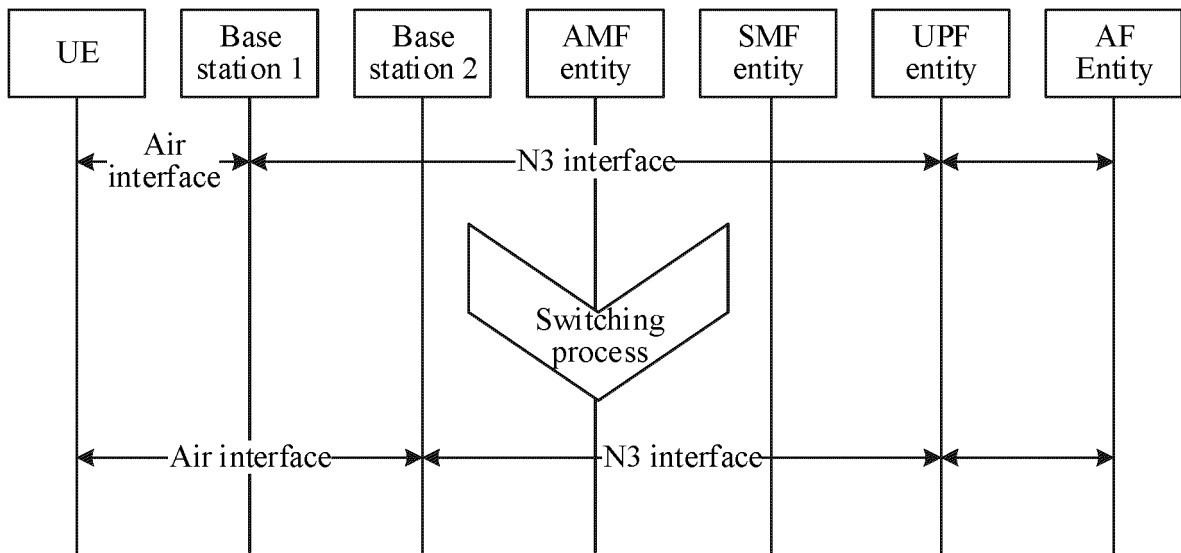 UE
Base
station 1
Base
station 2
AMF
entity
SMF
entity
UPF
entity
AF
Entity
Air
interface
N3 interface
Switching
process
Air interface
N3 interface